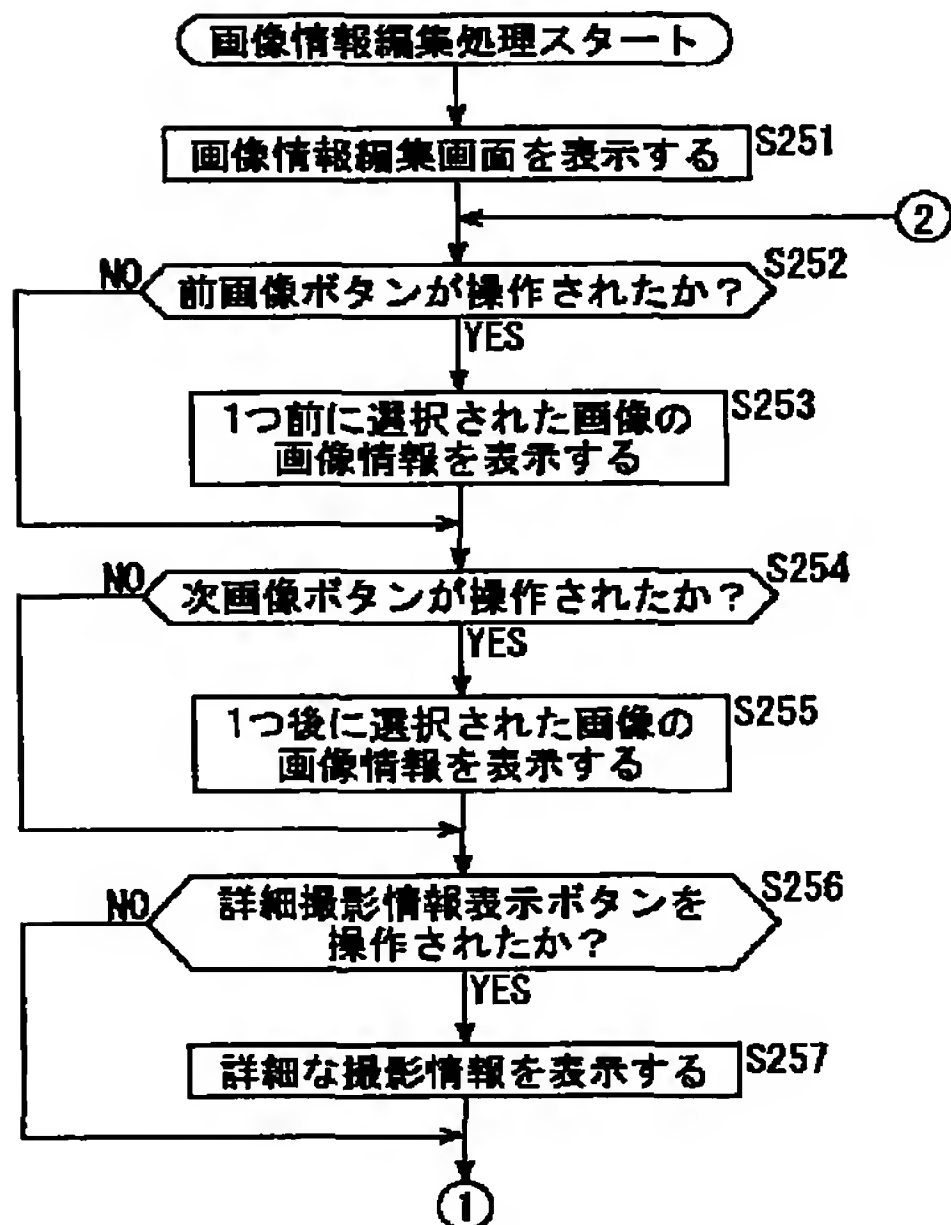 画像情報編集処理スタート
画像情報編集画面を表示する
S251
2
S252
NO
前画像ボタンが操作されたか？
YES
1つ前に選択された画像の
画像情報を表示する
S253
S254
NO
次画像ボタンが操作されたか？
YES
1つ後に選択された画像の
画像情報を表示する
S255
S256
NO
詳細撮影情報表示ボタンを
操作されたか？
YES
詳細な撮影情報を表示する
S257
1